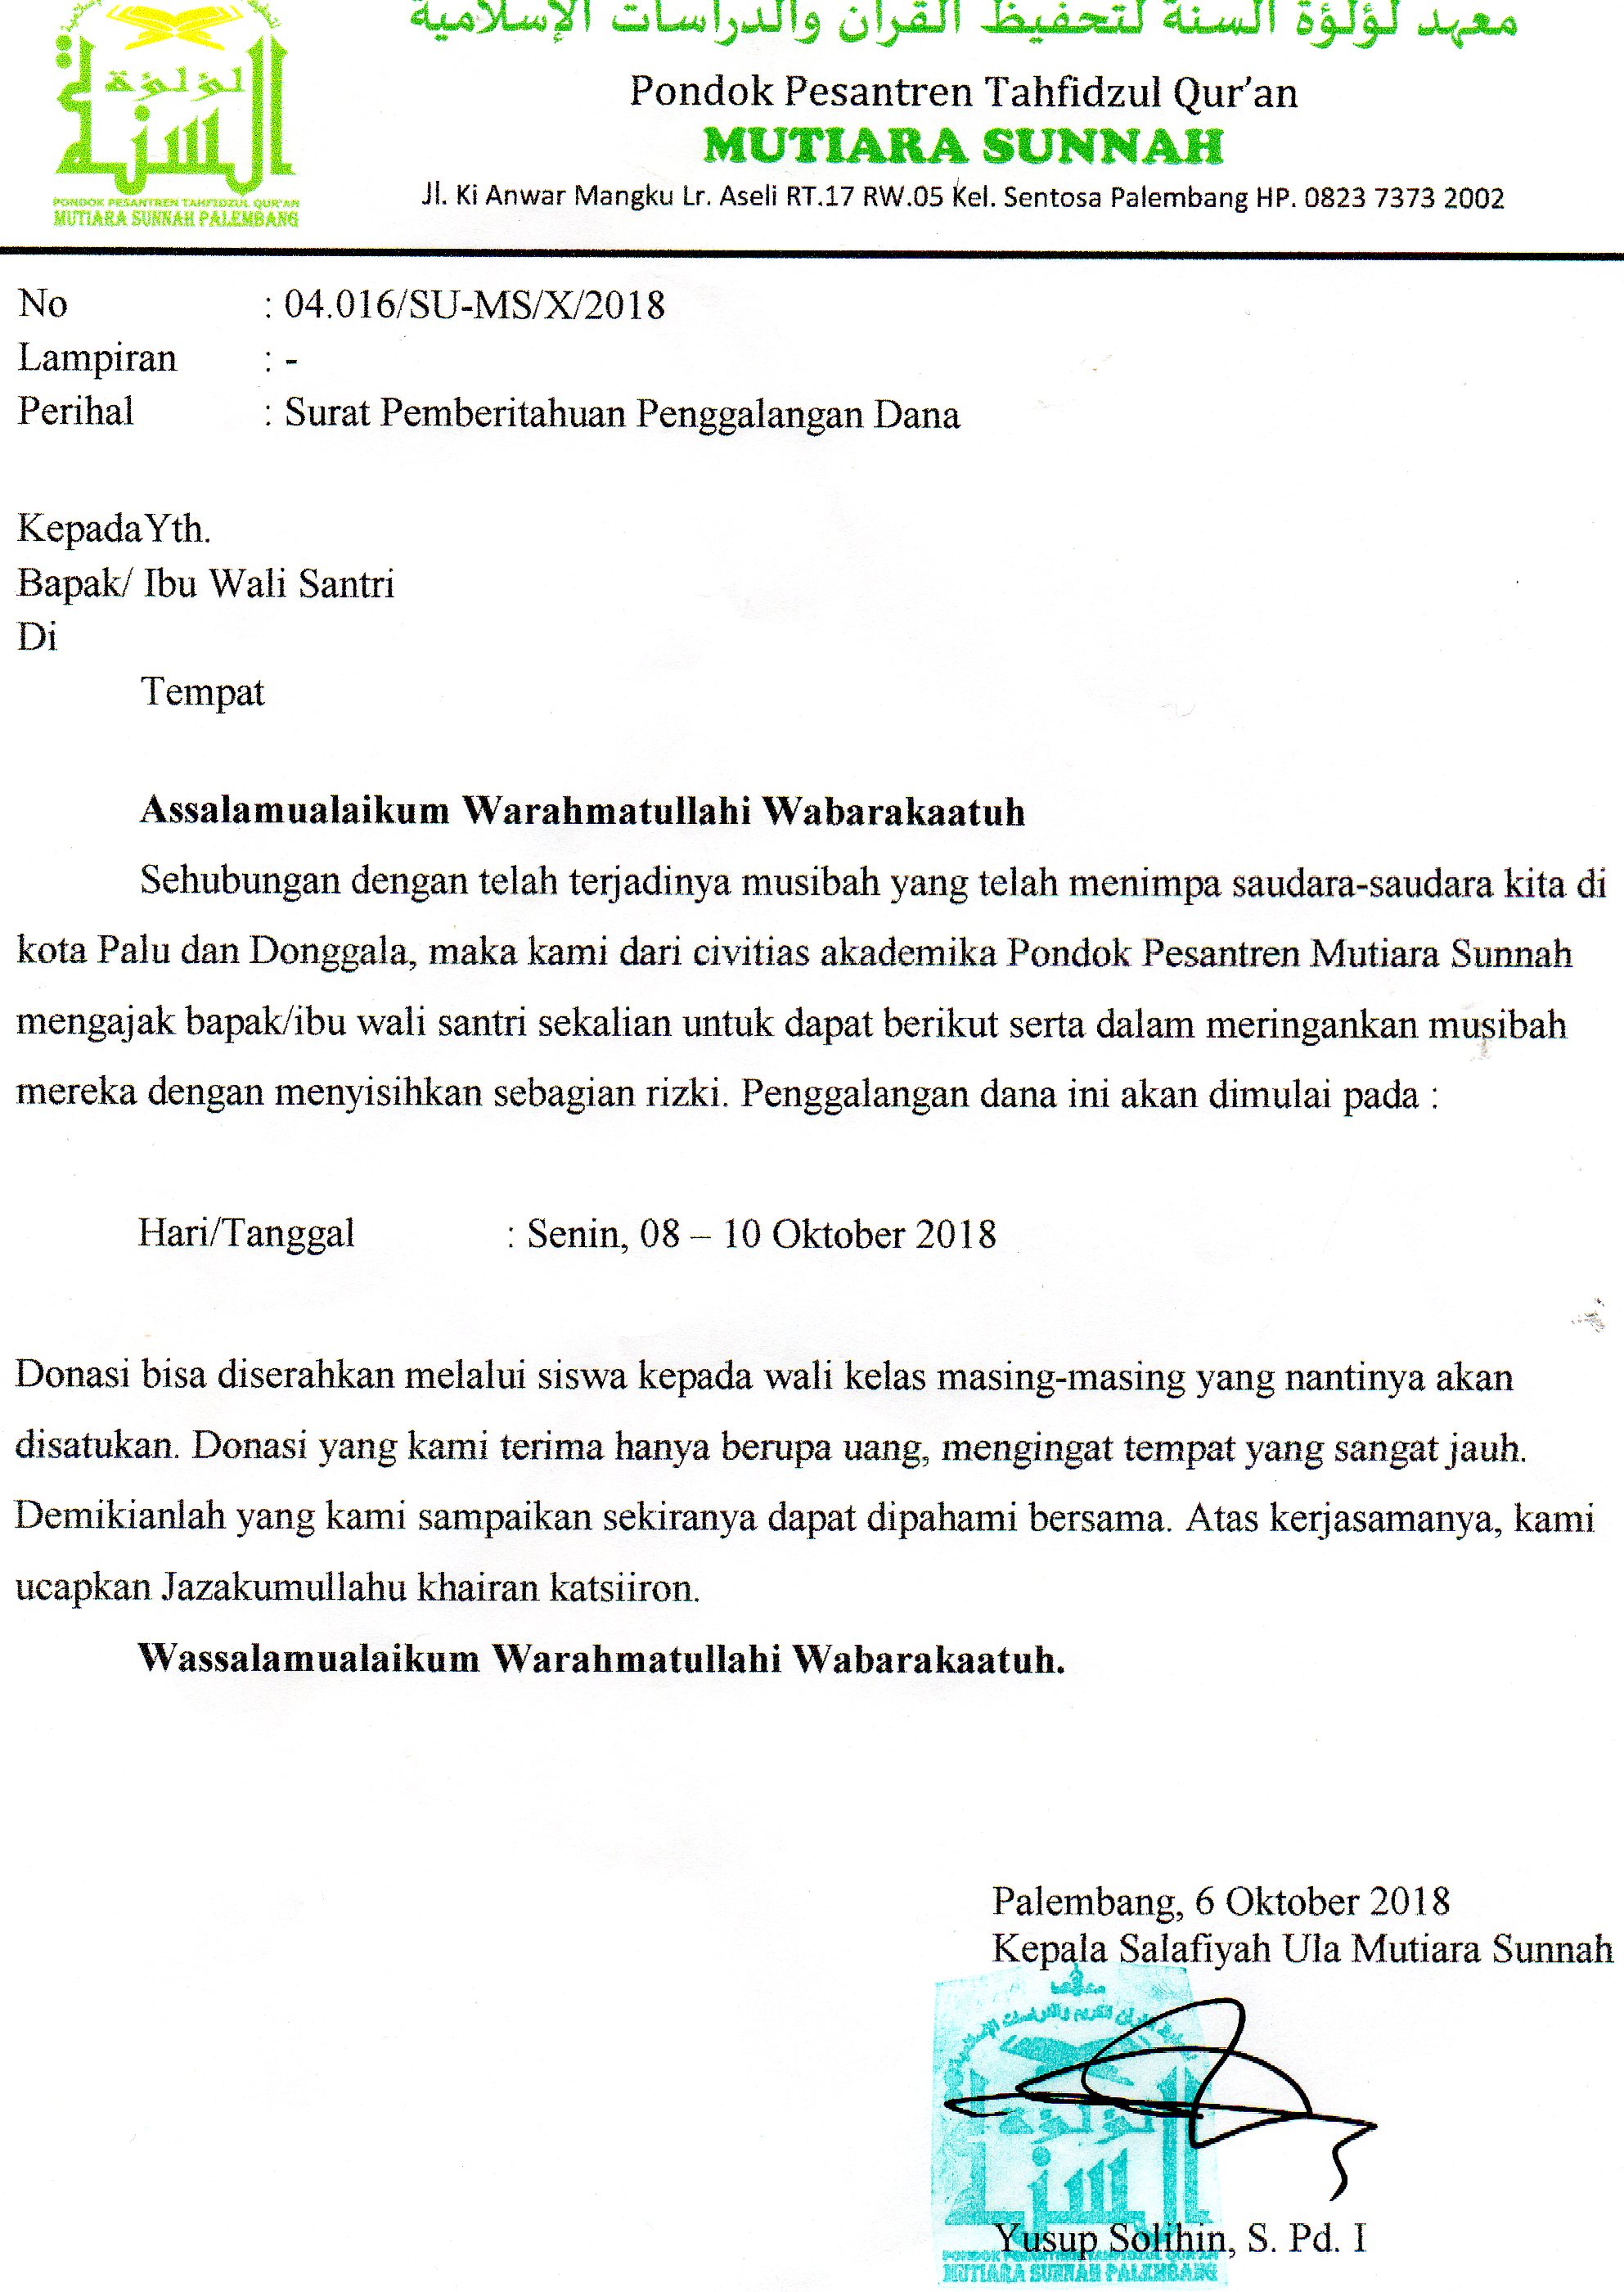 معهد لؤلؤة السنة لتحفيظ القرآن والدراسات الإسلامية
لؤلؤة
السنة
PONDOK PESANTREN TAHFIDZUL QUR'AN
MUTIARA SUNNAH PALEMBANG
Pondok Pesantren Tahfidzul Qur'an
MUTIARA SUNNAH
Jl. Ki Anwar Mangku Lr. Aseli RT.17 RW.05 Kel. Sentosa Palembang HP. 0823 7373 2002
No : 04.016/SU-MS/X/2018
Lampiran : -
Perihal : Surat Pemberitahuan Penggalangan Dana
KepadaYth.
Bapak/ Ibu Wali Santri
Di
Tempat
Assalamualaikum Warahmatullahi Wabarakaatuh
Sehubungan dengan telah terjadinya musibah yang telah menimpa saudara-saudara kita di
kota Palu dan Donggala, maka kami dari civitias akademika Pondok Pesantren Mutiara Sunnah
mengajak bapak/ibu wali santri sekalian untuk dapat berikut serta dalam meringankan musibah
mereka dengan menyisihkan sebagian rizki. Penggalangan dana ini akan dimulai pada :
Hari/Tanggal : Senin, 08 – 10 Oktober 2018
Donasi bisa diserahkan melalui siswa kepada wali kelas masing-masing yang nantinya akan
disatukan. Donasi yang kami terima hanya berupa uang, mengingat tempat yang sangat jauh.
Demikianlah yang kami sampaikan sekiranya dapat dipahami bersama. Atas kerjasamanya, kami
ucapkan Jazakumullahu khairan katsiiron.
Wassalamualaikum Warahmatullahi Wabarakaatuh.
Palembang, 6 Oktober 2018
Kepala Salafiyah Ula Mutiara Sunnah
لؤلؤة
السنة
Yusup Solihin, S. Pd. I
PONDOK PESANTREN TAHFIDZUL QUR'AN
MUTIARA SUNNAH PALEMBANG